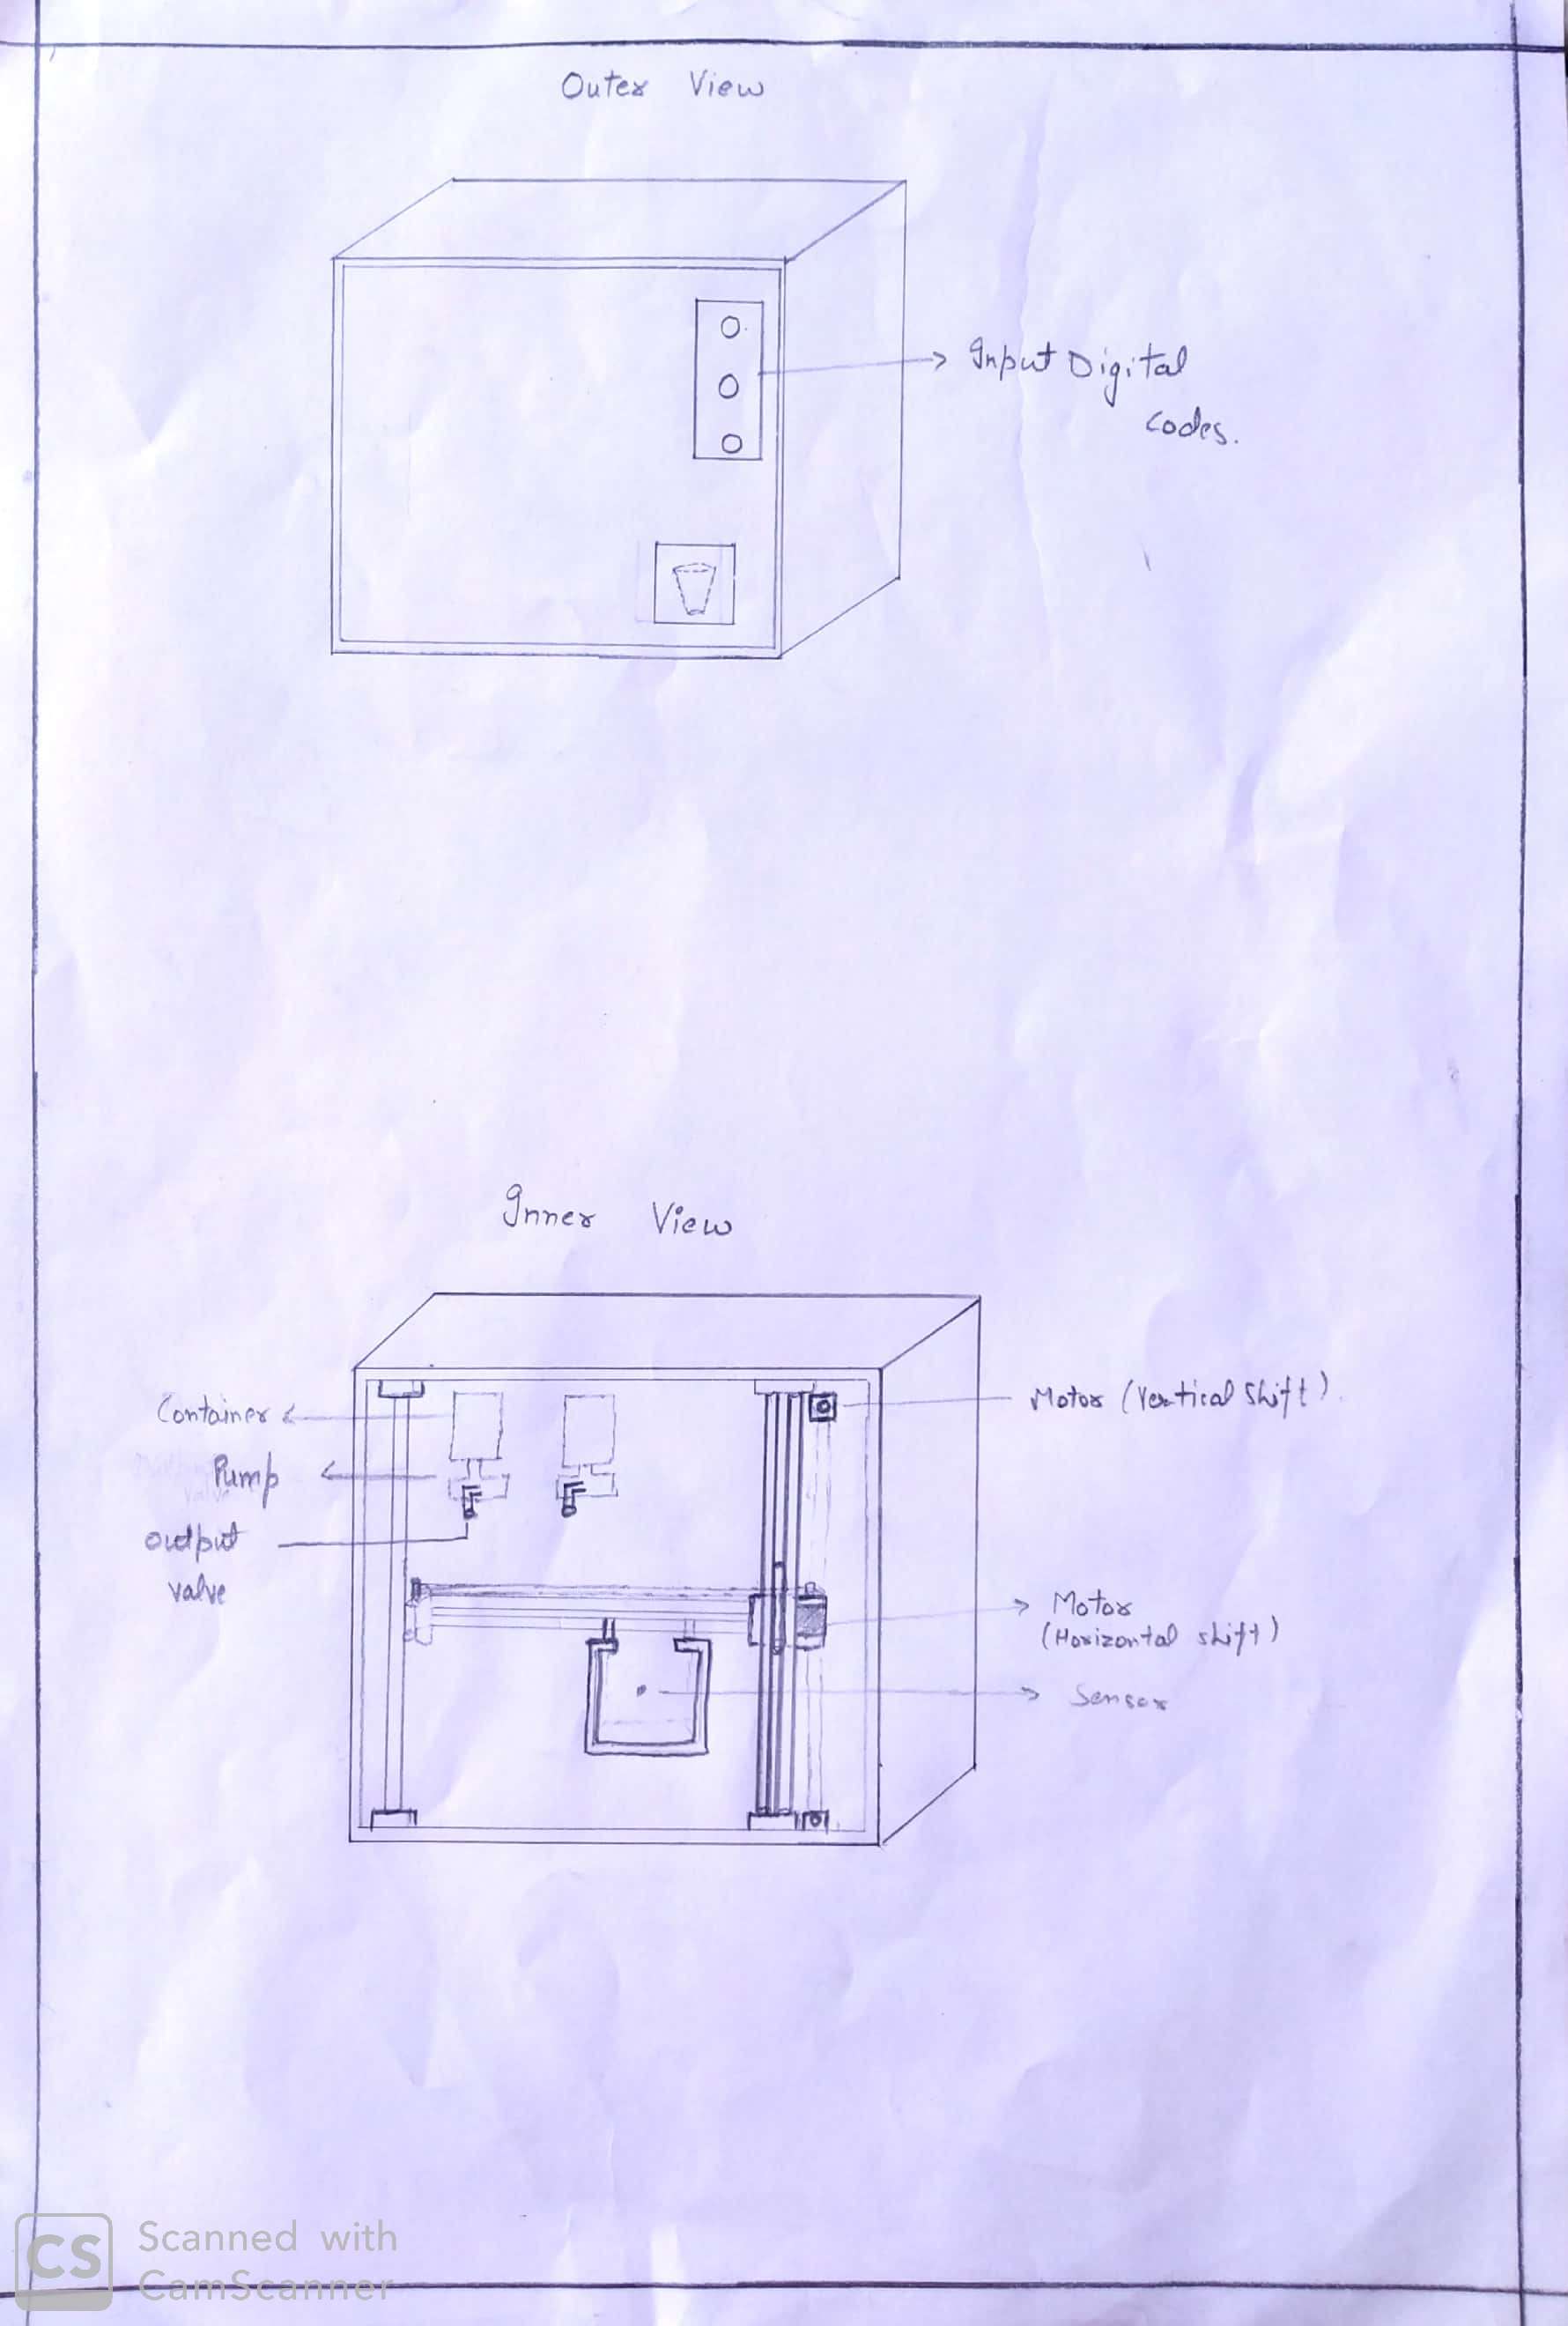 Outer View
Input Digital
codes.
Inner View
Container
Pump
output
valve
Motor (Vertical Shift)
Motor
(Horizontal shift)
Sensor
CS
Scanned with
CamScanner